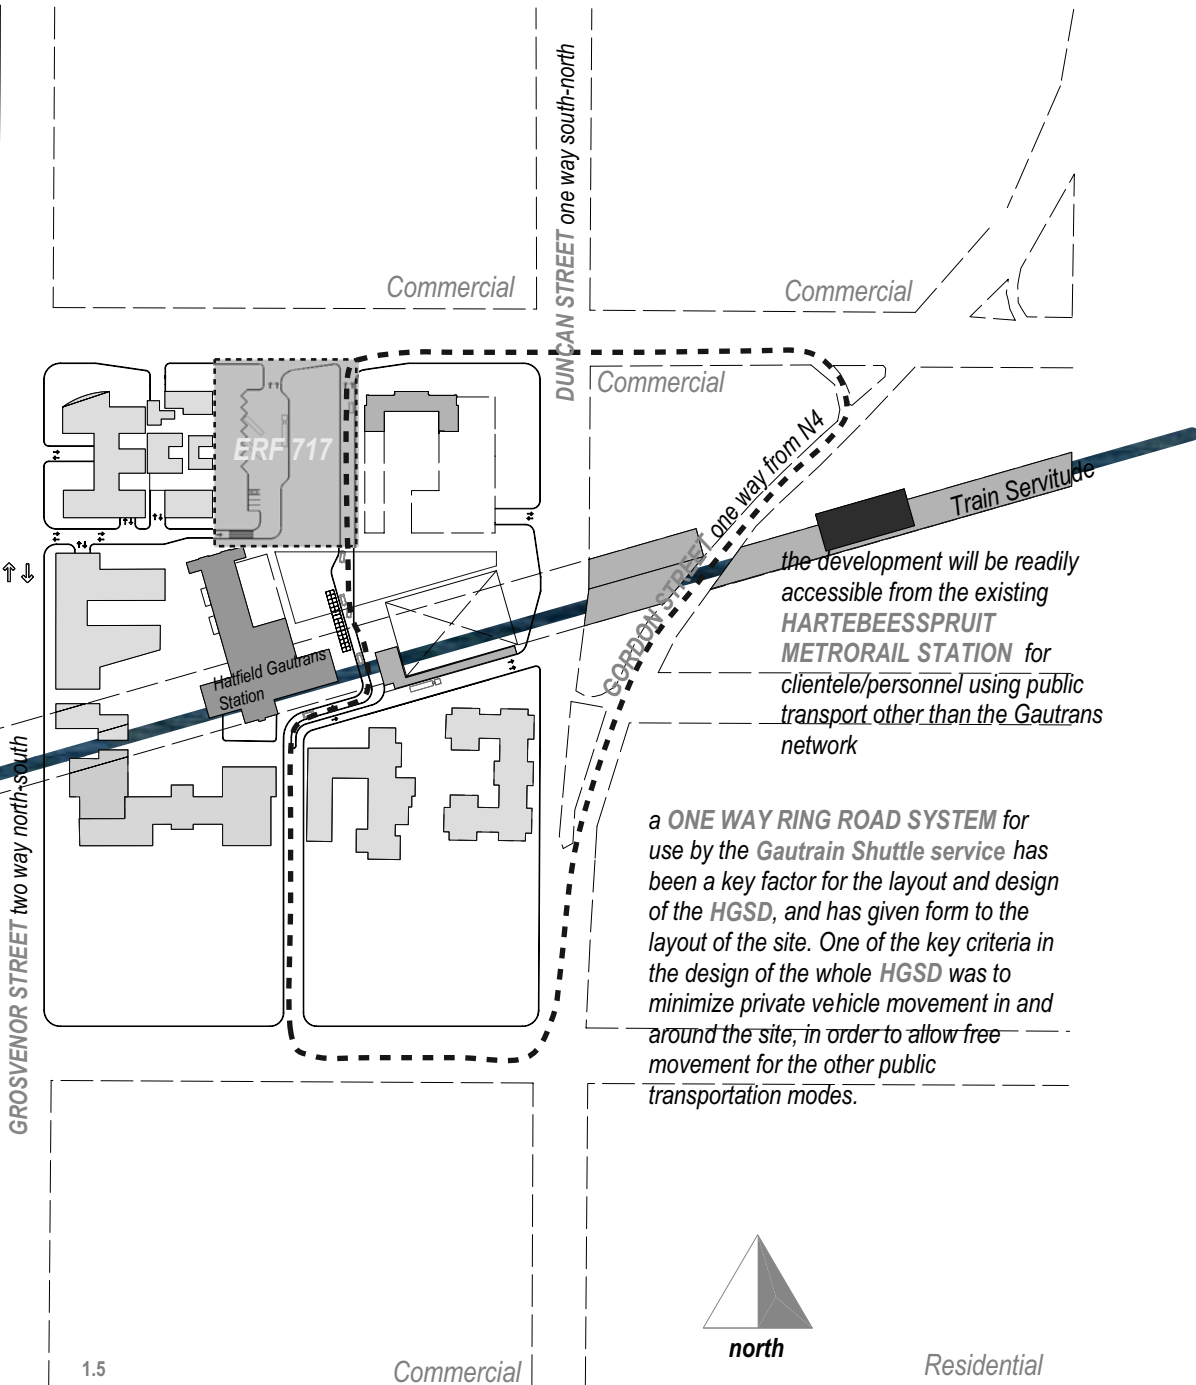 DUNCAN STREET one way south-north
Commercial
Commercial
Commercial
ERF 717
GORDON STREET one way from N4
Train Servitude
the development will be readily
accessible from the existing
HARTEBEESSPRUIT
METRORAIL STATION for
clientele/personnel using public
transport other than the Gautrans
network
Hatfield Gautrans
Station
GROSVENOR STREET two way north-south
a ONE WAY RING ROAD SYSTEM for
use by the Gautrain Shuttle service has
been a key factor for the layout and design
of the HGSD, and has given form to the
layout of the site. One of the key criteria in
the design of the whole HGSD was to
minimize private vehicle movement in and
around the site, in order to allow free
movement for the other public
transportation modes.
north
1.5
Commercial
Residential